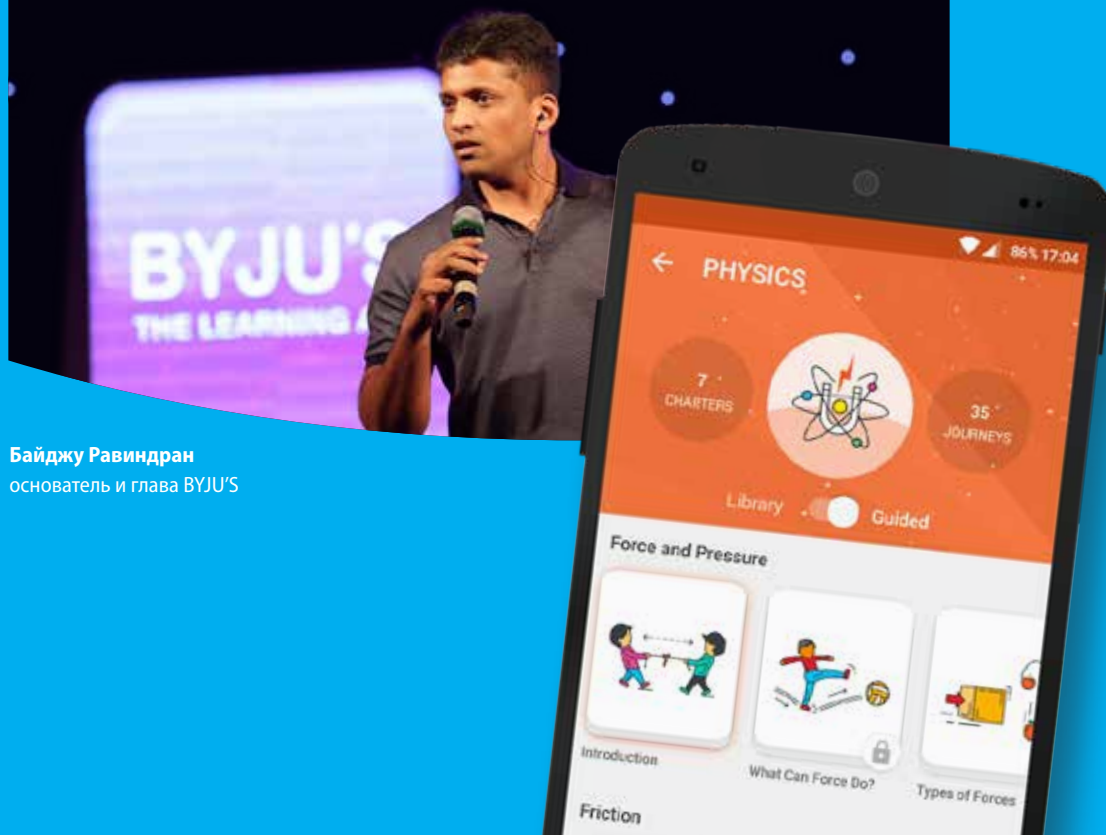 BYJU'S
THE LEARNING
Байджу Равиндран
основатель и глава BYJU'S
86% 17:04
PHYSICS
7
CHARTERS
35
JOURNEYS
Library
Guided
Force and Pressure
Introduction
What Can Force Do?
Types of Forces
Friction